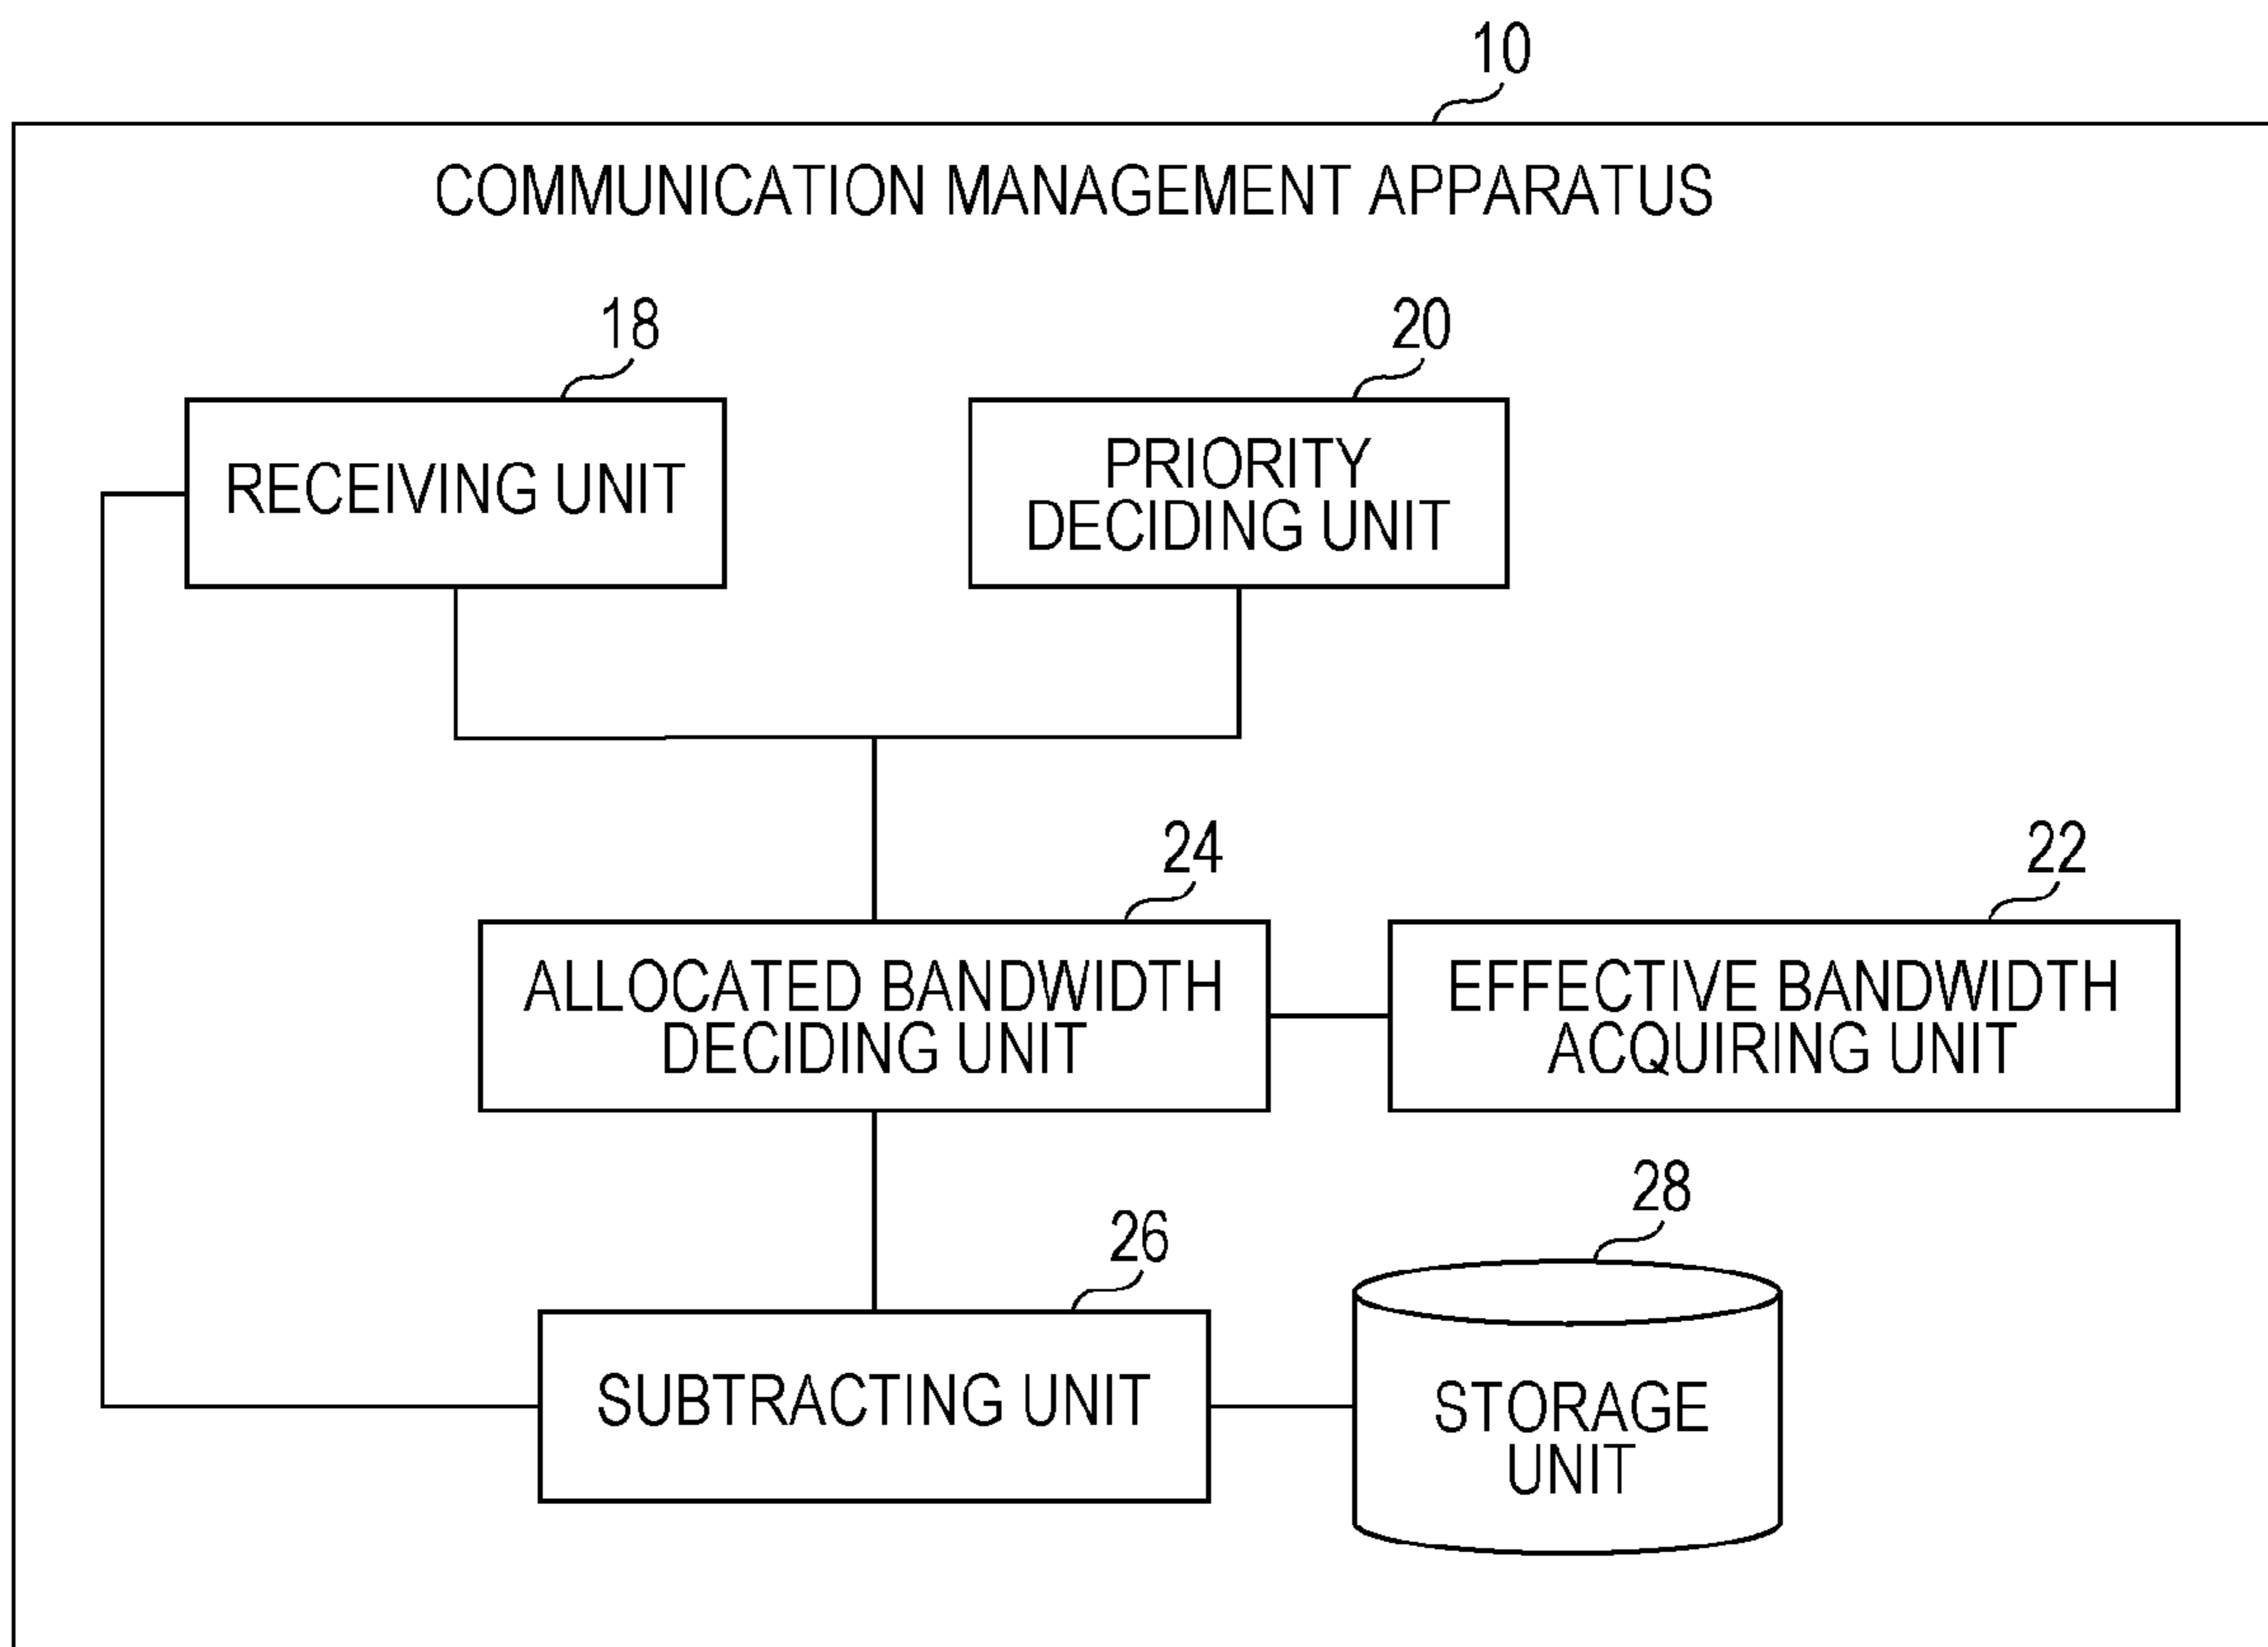 10
COMMUNICATION MANAGEMENT APPARATUS
18
RECEIVING UNIT
20
PRIORITY
DECIDING UNIT
24
ALLOCATED BANDWIDTH
DECIDING UNIT
22
EFFECTIVE BANDWIDTH
ACQUIRING UNIT
26
SUBTRACTING UNIT
28
STORAGE
UNIT